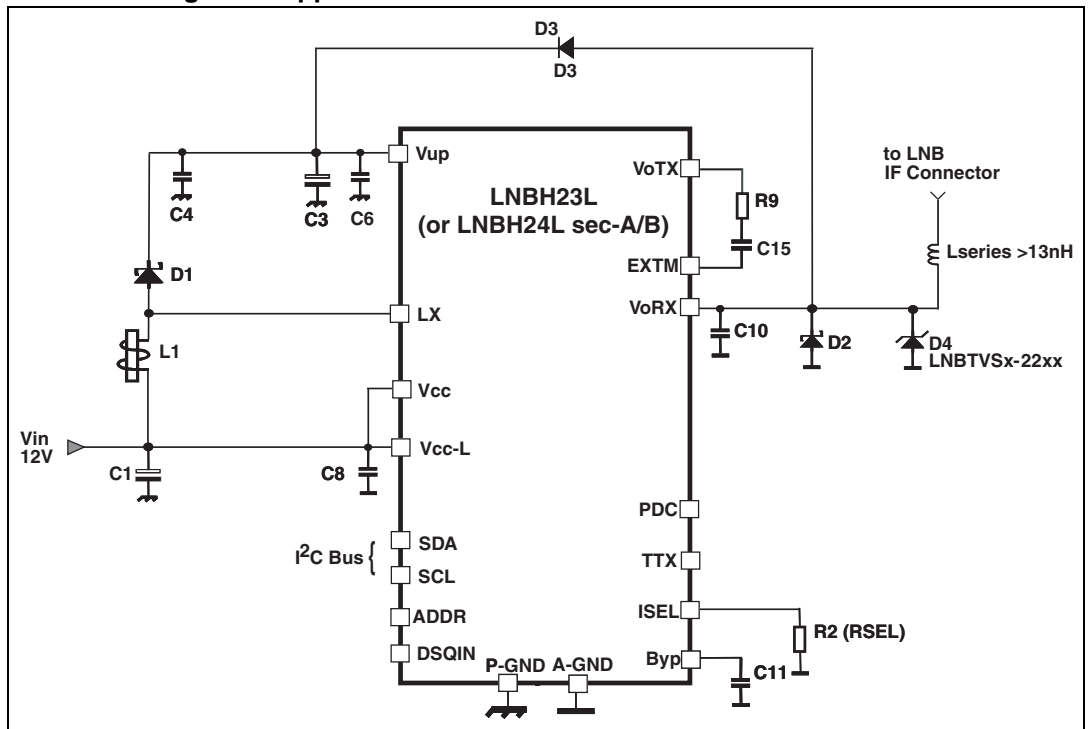 D3
D3
Vup
C4
C3
C6
LNBH23L
(or LNBH24L sec-A/B)
VoTX
R9
C15
EXTM
to LNB
IF Connector
Lseries >13nH
D1
LX
VoRX
C10
D2
D4
LNBTVSx-22xx
L1
Vcc
Vin
12V
Vcc-L
C1
C8
PDC
I²C Bus {
SDA
SCL
TTX
ADDR
ISEL
R2 (RSEL)
DSQIN
P-GND A-GND
Byp
C11